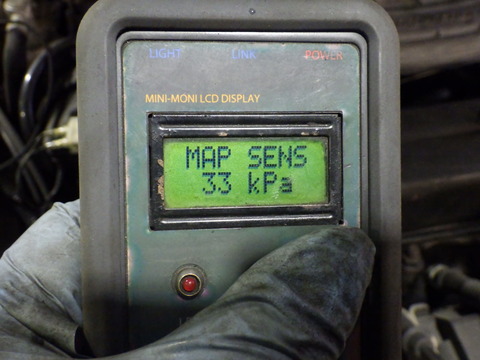 LIGHT LINK POWER
MINI-MONI LCD DISPLAY
MAP SENS
33 kPa